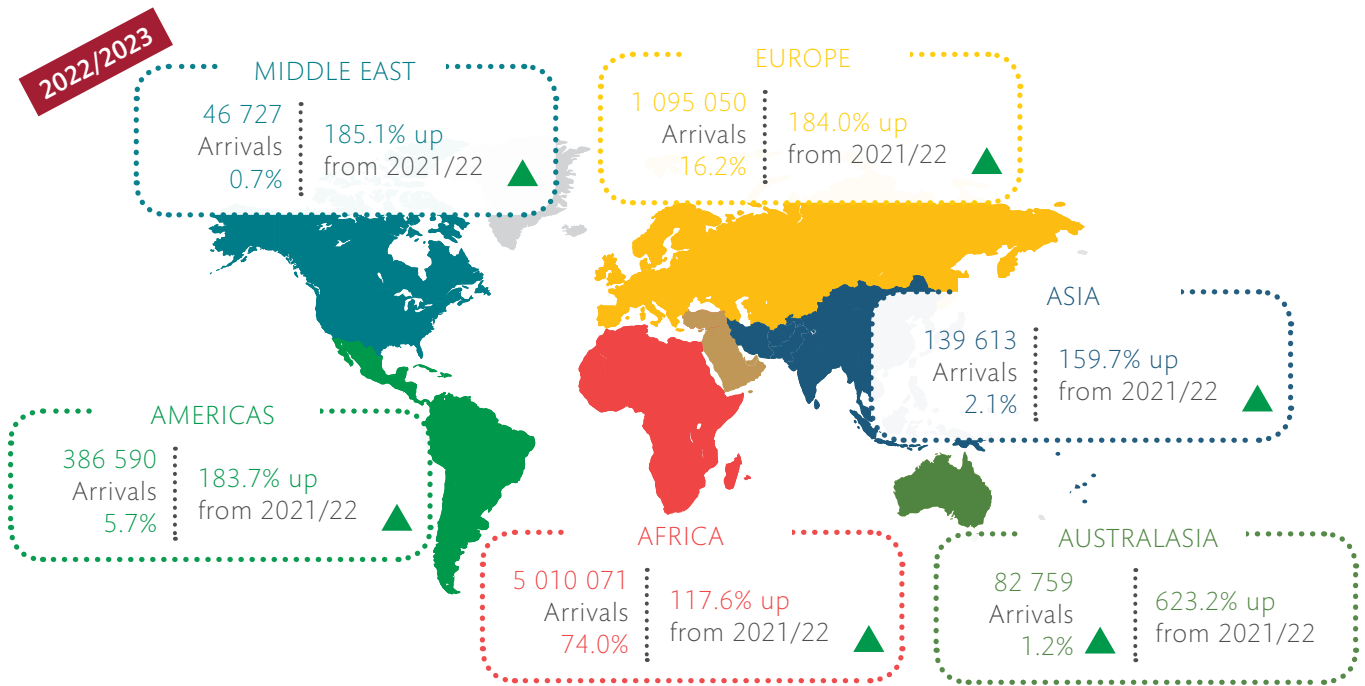 2022/2023
MIDDLE EAST
46 727
Arrivals
0.7%
185.1% up
from 2021/22
EUROPE
1 095 050
Arrivals
16.2%
184.0% up
from 2021/22
ASIA
139 613
Arrivals
2.1%
159.7% up
from 2021/22
AMERICAS
386 590
Arrivals
5.7%
183.7% up
from 2021/22
AFRICA
5 010 071
Arrivals
74.0%
117.6% up
from 2021/22
AUSTRALASIA
82 759
Arrivals
1.2%
623.2% up
from 2021/22